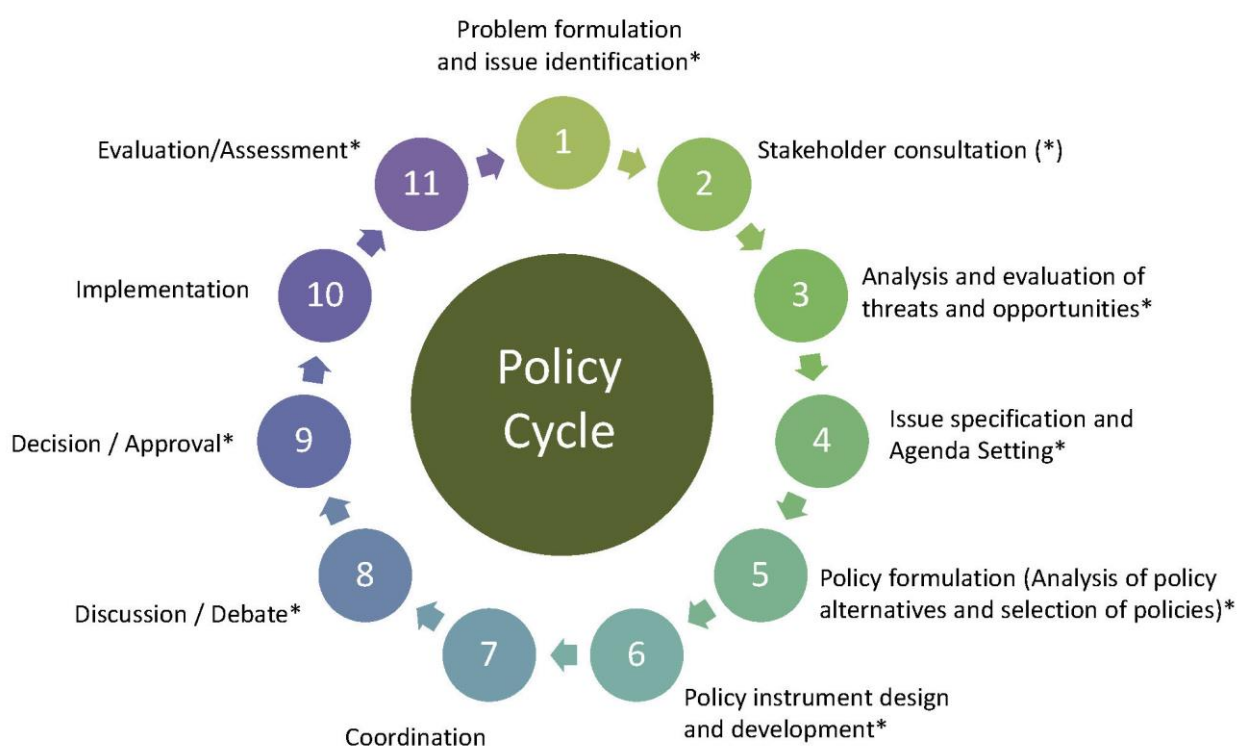 Problem formulation
and issue identification*
1
Stakeholder consultation (*)
2
Analysis and evaluation of
threats and opportunities*
3
Issue specification and
Agenda Setting*
4
Policy formulation (Analysis of policy
alternatives and selection of policies)*
5
Policy instrument design
and development*
6
Coordination
7
Discussion / Debate*
8
Decision / Approval*
9
Implementation
10
Evaluation/Assessment*
11
Policy
Cycle